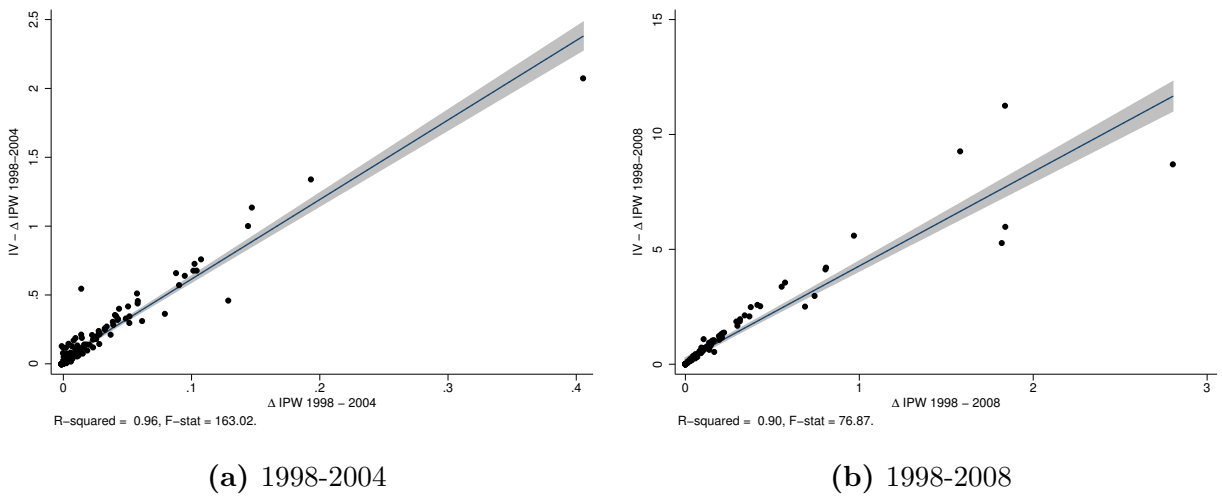 2.5
2
1.5
1
.5
0
IV − Δ IPW 1998−2004
0 .1 .2 .3 .4
Δ IPW 1998 − 2004
R−squared = 0.96, F−stat = 163.02.
(a) 1998-2004
15
10
5
0
IV − Δ IPW 1998−2008
0 1 2 3
Δ IPW 1998 − 2008
R−squared = 0.90, F−stat = 76.87.
(b) 1998-2008